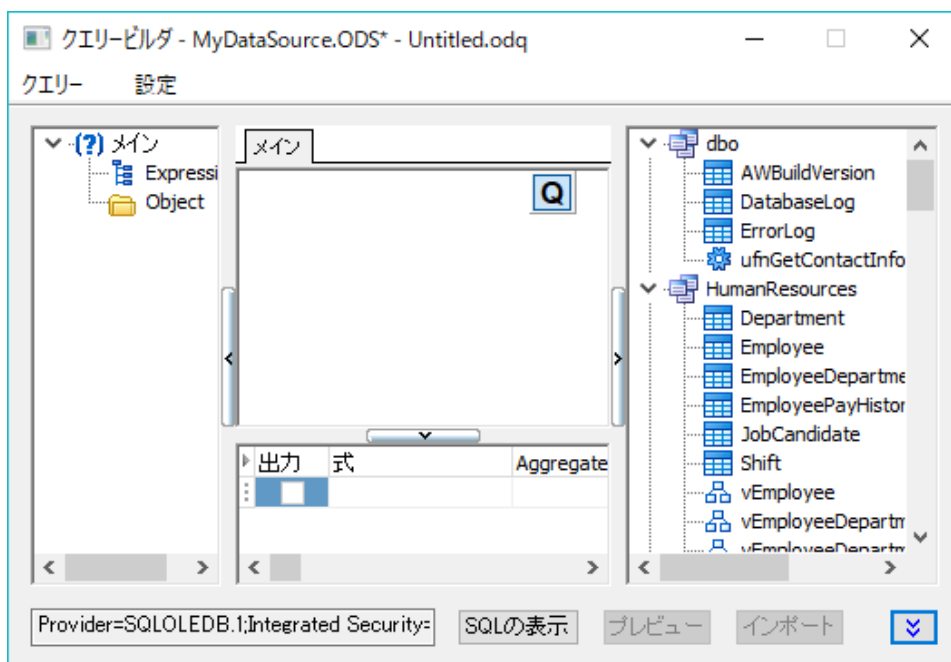 クエリービルダ - MyDataSource.ODS* - Untitled.odq
クエリー 設定
(?) メイン
Expressi
Object
メイン
Q
出力 式 Aggregate
dbo
AWBuildVersion
DatabaseLog
ErrorLog
ufnGetContactInfo
HumanResources
Department
Employee
EmployeeDepartme
EmployeePayHistor
JobCandidate
Shift
vEmployee
vEmployeeDepartm
vEmployeeDepartm
Provider=SQLOLEDB.1;Integrated Security=
SQLの表示 プレビュー インポート